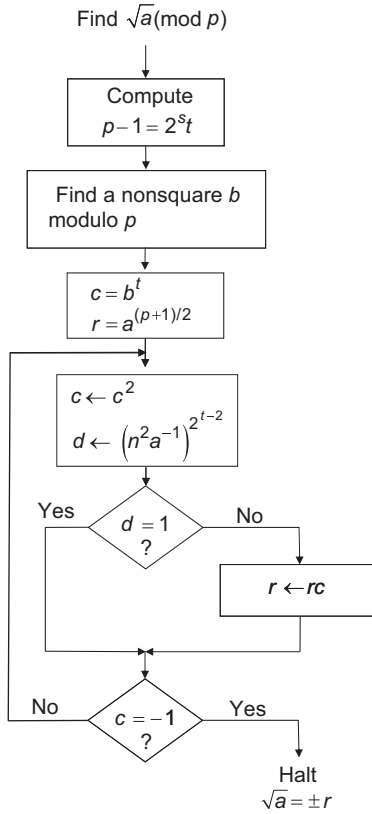 Find √a(mod p)
Compute
p−1 = 2^s t
Find a nonsquare b
modulo p
c = b^t
r = a^(p+1)/2
c ← c^2
d ← (n^2 a^−1)^2^t−2
Yes
d = 1
?
No
r ← rc
No
c = −1
?
Yes
Halt
√a = ± r